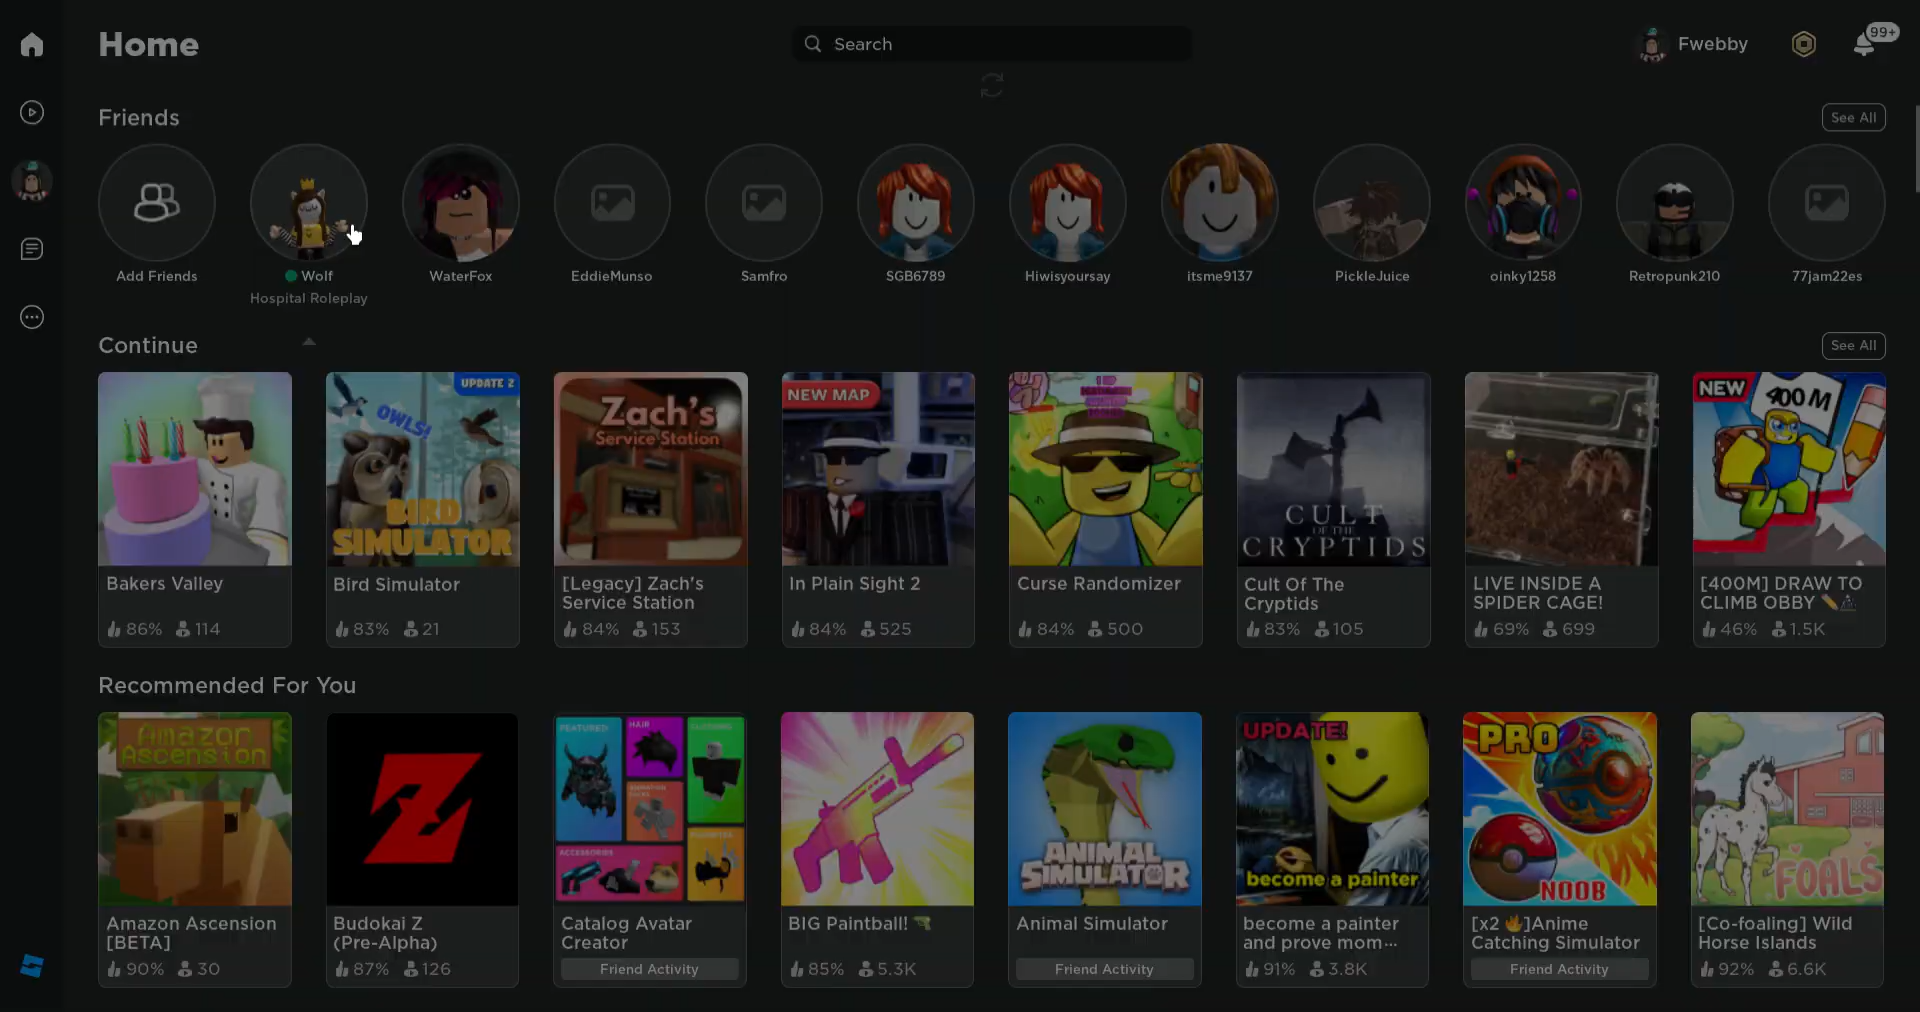 Home
Search
Fwebby
99+
Friends
See All
Add Friends
Wolf
Hospital Roleplay
WaterFox
EddieMunso
Samfro
SGB6789
Hiwisyoursay
itsme9137
PickleJuice
oinky1258
Retropunk210
77jam22es
Continue
See All
UPDATE 2
OWLS!
BIRD
SIMULATOR
Zach's
Service Station
NEW MAP
CULT
OF THE
CRYPTIDS
NEW
400M
Bakers Valley
86% 114
Bird Simulator
83% 21
[Legacy] Zach's
Service Station
84% 153
In Plain Sight 2
84% 525
Curse Randomizer
84% 500
Cult Of The
Cryptids
83% 105
LIVE INSIDE A
SPIDER CAGE!
69% 699
[400M] DRAW TO
CLIMB OBBY
46% 1.5K
Recommended For You
Amazon
Ascension
Z
FEATURED
HAIR
ACCESSORIES
ANIMAL
SIMULATOR
UPDATE!
become a painter
PRO
NOOB
FOALS
Amazon Ascension
[BETA]
90% 30
Budokai Z
(Pre-Alpha)
87% 126
Catalog Avatar
Creator
Friend Activity
BIG Paintball! 🔫
85% 5.3K
Animal Simulator
Friend Activity
become a painter
and prove mom...
91% 3.8K
[x2 🔥]Anime
Catching Simulator
Friend Activity
[Co-foaling] Wild
Horse Islands
92% 6.6K